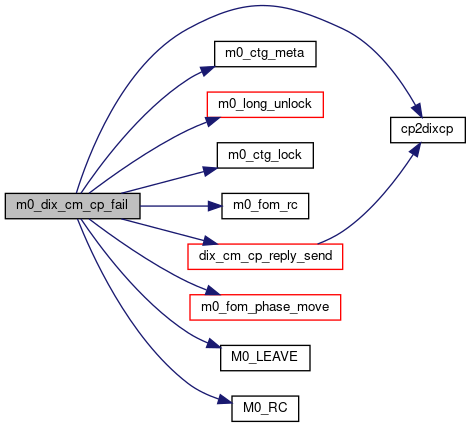 m0_dix_cm_cp_fail
m0_ctg_meta
m0_long_unlock
m0_ctg_lock
m0_fom_rc
dix_cm_cp_reply_send
m0_fom_phase_move
M0_LEAVE
M0_RC
cp2dixcp